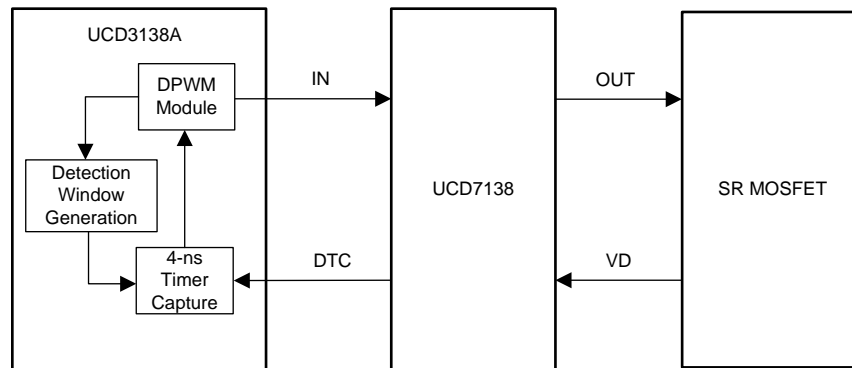 UCD3138A
DPWM
Module
Detection
Window
Generation
4-ns
Timer
Capture
IN
DTC
UCD7138
OUT
VD
SR MOSFET